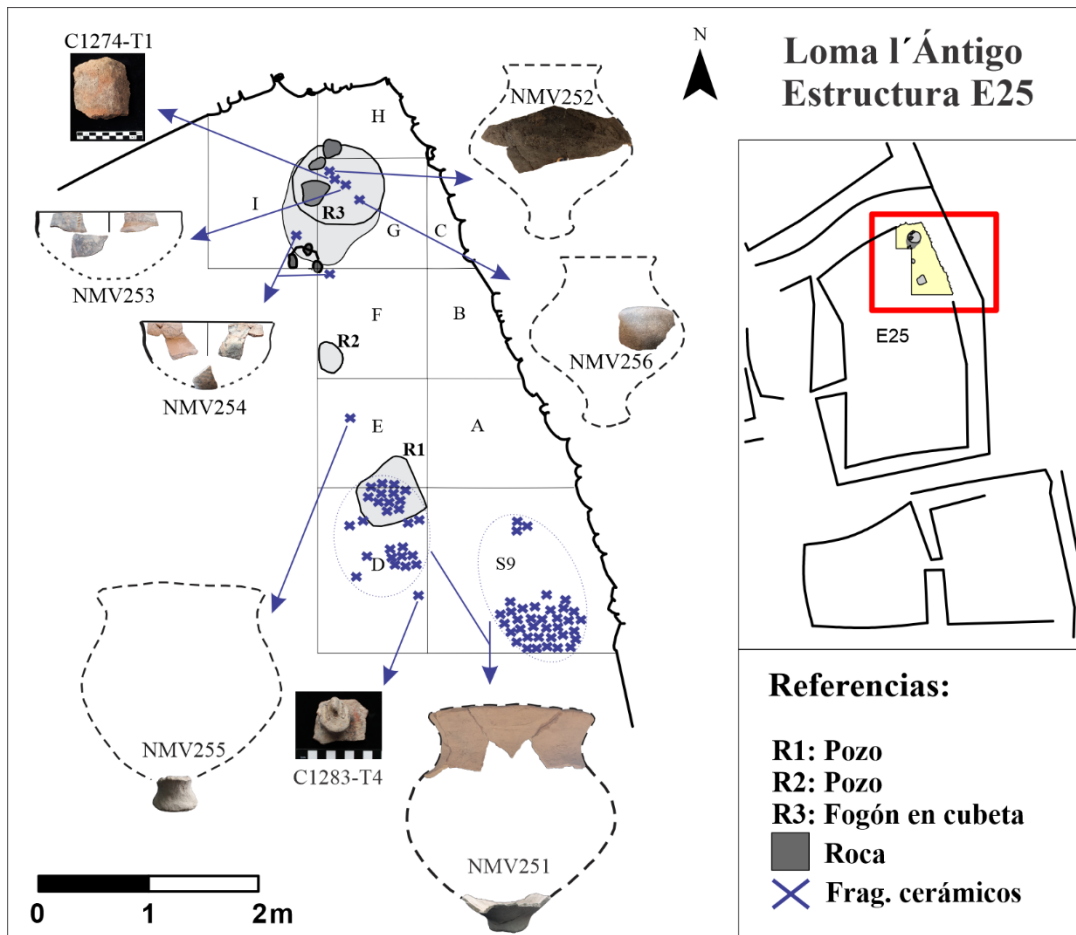 C1274-T1
NMV252
N
Loma l´Ántigo
Estructura E25
H
I
R3
G
C
NMV253
F
B
R2
NMV256
NMV254
E25
E
A
R1
D
S9
NMV255
C1283-T4
NMV251
0 1 2m
Referencias:
R1: Pozo
R2: Pozo
R3: Fogón en cubeta
Roca
Frag. cerámicos